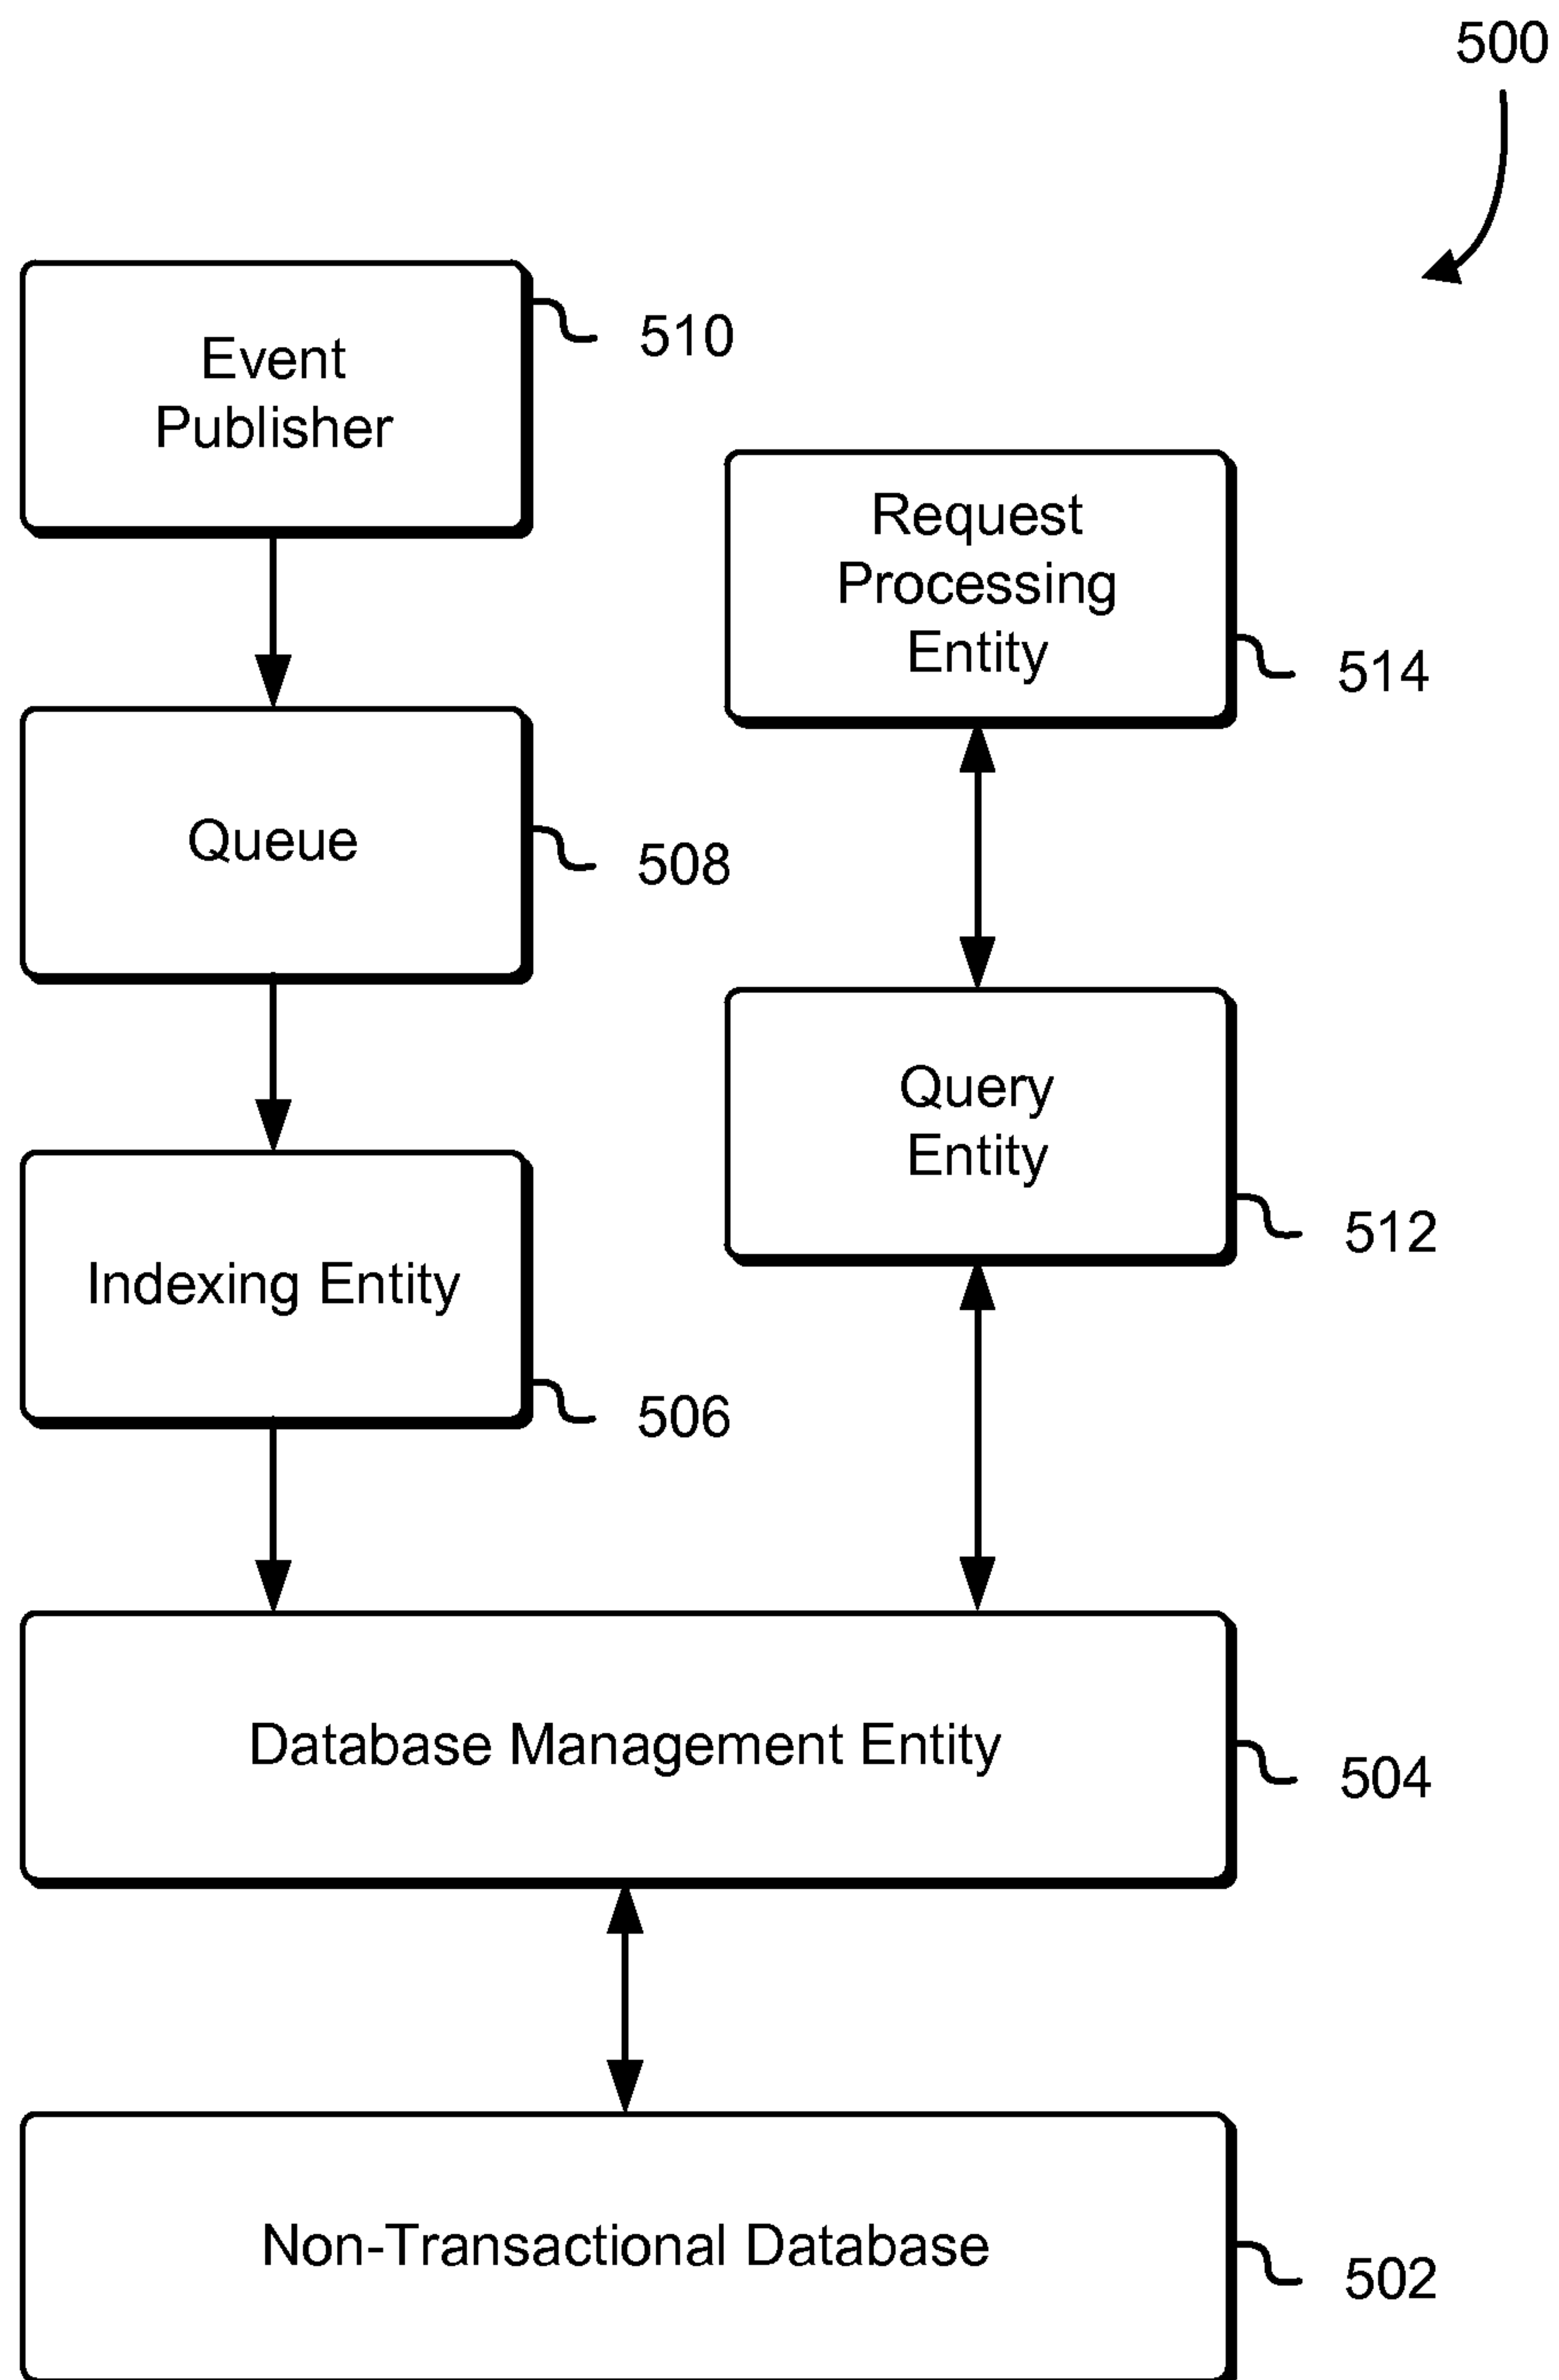 500
Event
Publisher
510
Request
Processing
Entity
514
Queue
508
Query
Entity
512
Indexing Entity
506
Database Management Entity
504
Non-Transactional Database
502